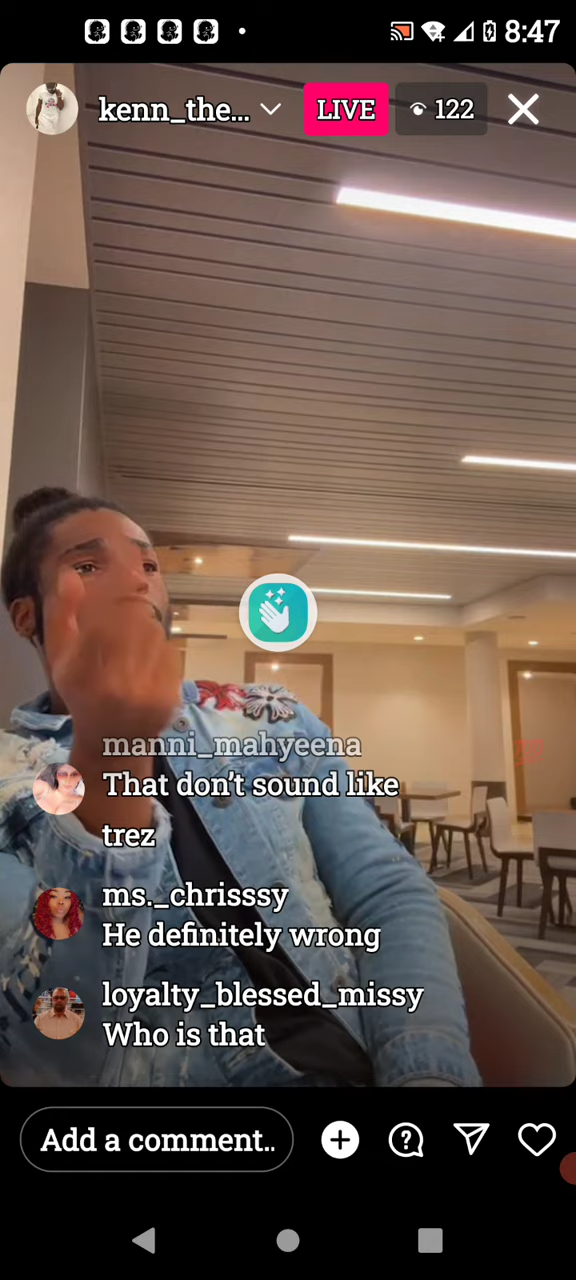 8:47
kenn_the...
LIVE
122
manni_mahyeena
That don't sound like
trez
ms._chrisssy
He definitely wrong
loyalty_blessed_missy
Who is that
Add a comment..